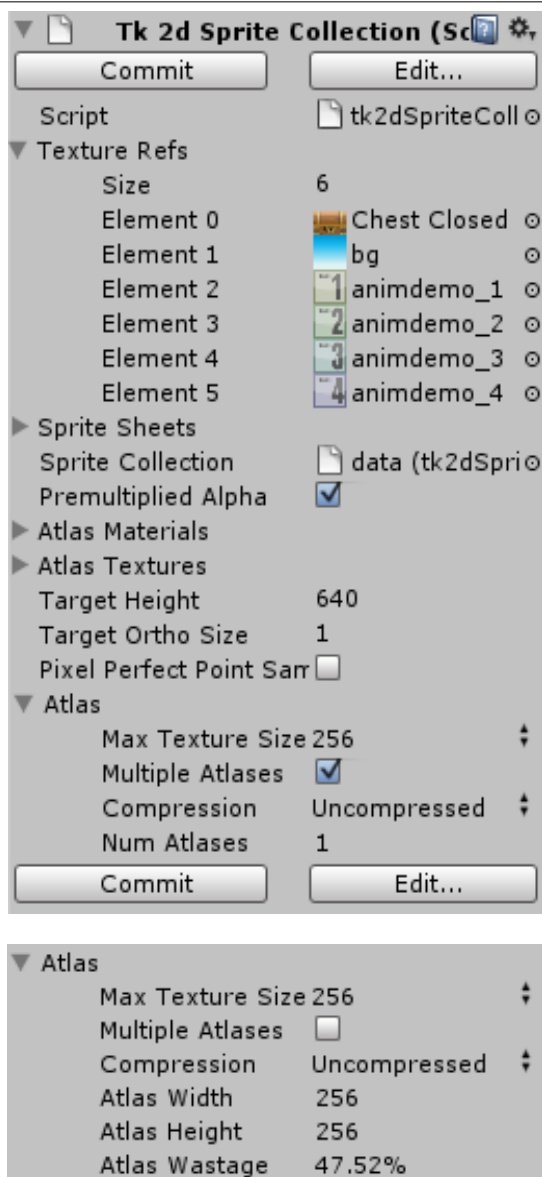 Tk 2d Sprite Collection (Sc
Commit Edit...
Script tk2dSpriteColl
Texture Refs
Size 6
Element 0 Chest Closed
Element 1 bg
Element 2 1 animdemo_1
Element 3 2 animdemo_2
Element 4 3 animdemo_3
Element 5 4 animdemo_4
Sprite Sheets
Sprite Collection data (tk2dSpri
Premultiplied Alpha
Atlas Materials
Atlas Textures
Target Height 640
Target Ortho Size 1
Pixel Perfect Point Sam
Atlas
Max Texture Size 256
Multiple Atlases
Compression Uncompressed
Num Atlases 1
Commit Edit...
Atlas
Max Texture Size 256
Multiple Atlases
Compression Uncompressed
Atlas Width 256
Atlas Height 256
Atlas Wastage 47.52%